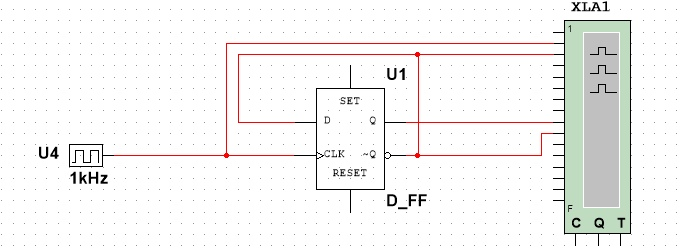 XLA1
1
U1
SET
D Q
U4
CLK ~Q
1kHz
RESET
D_FF
F
C Q T